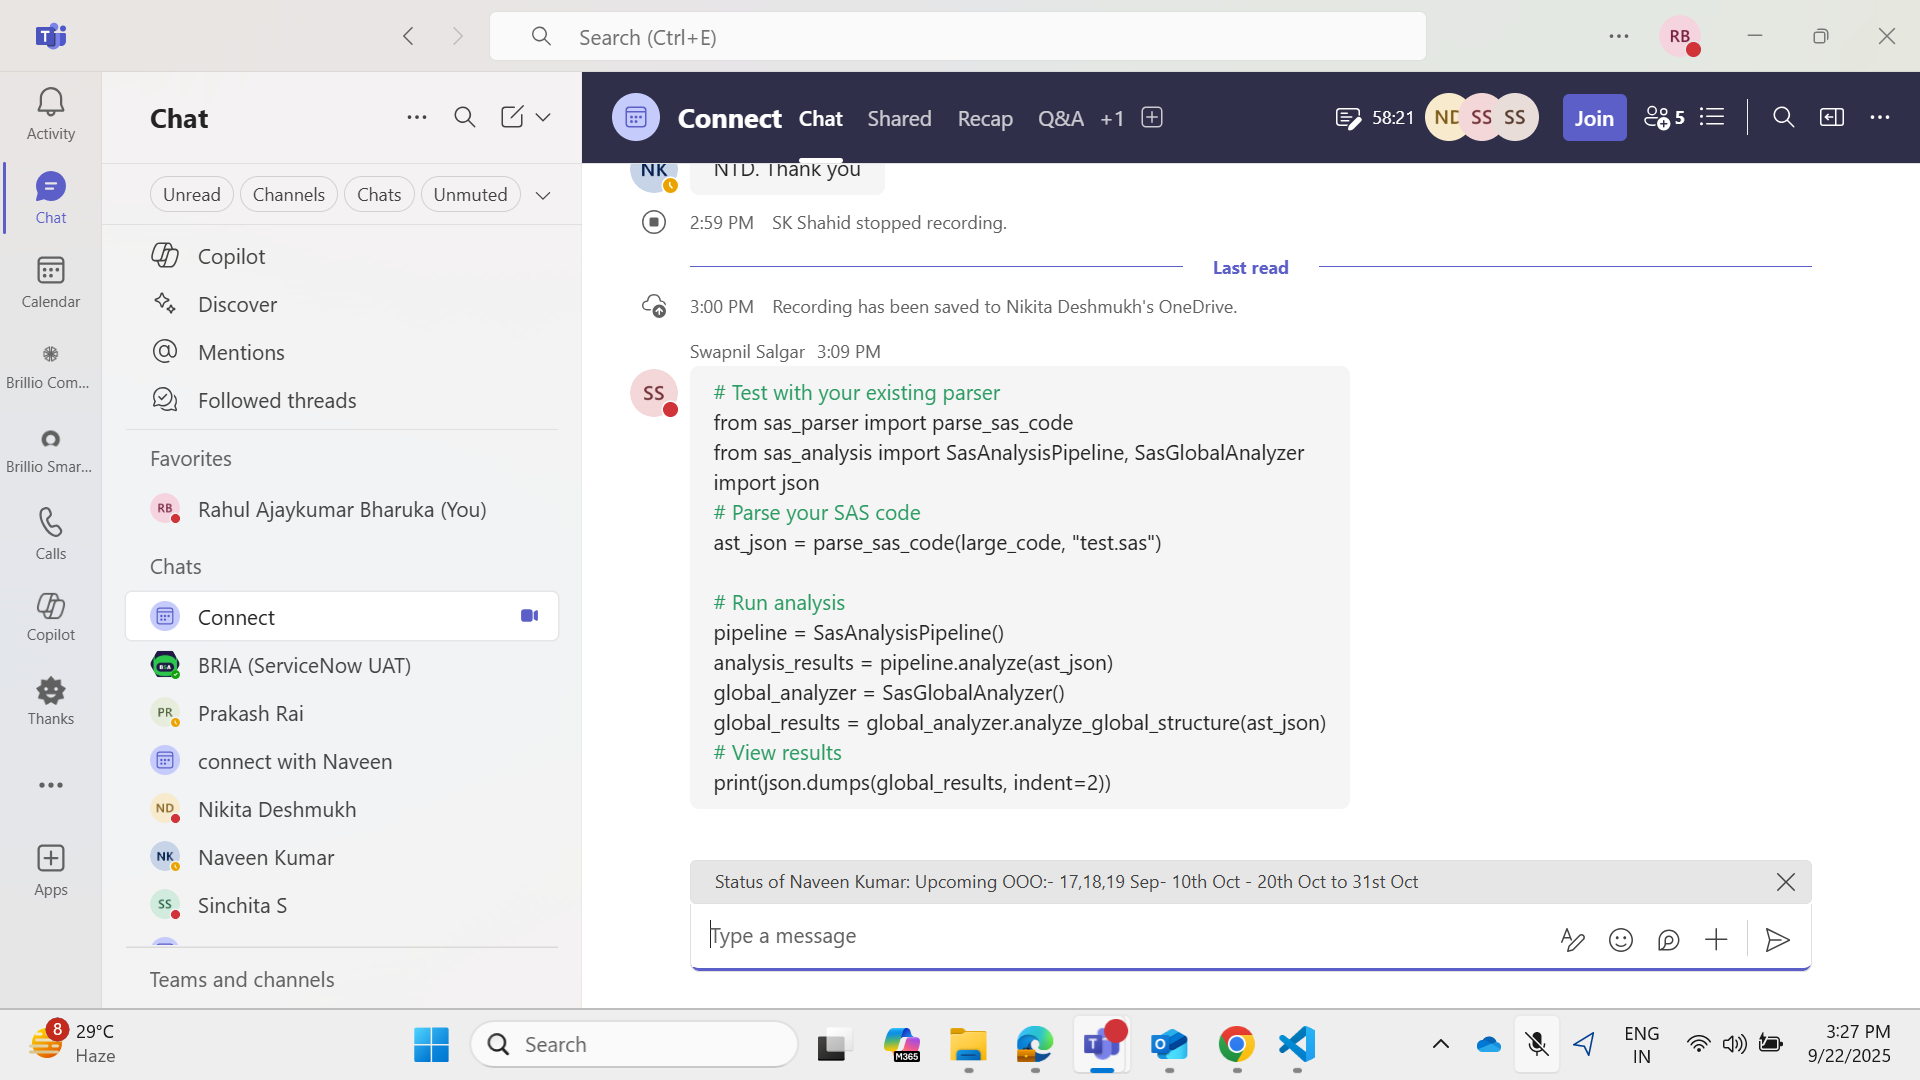 Search (Ctrl+E)
RB
Activity
Chat
Calendar
Brillio Com...
Brillio Smar...
Calls
Copilot
Thanks
Apps
Chat
Unread
Channels
Chats
Unmuted
Copilot
Discover
Mentions
Followed threads
Favorites
RB
Rahul Ajaykumar Bharuka (You)
Chats
Connect
BRIA (ServiceNow UAT)
PR
Prakash Rai
connect with Naveen
ND
Nikita Deshmukh
NK
Naveen Kumar
SS
Sinchita S
Teams and channels
Connect
Chat
Shared
Recap
Q&A
+1
58:21
ND
SS
SS
Join
5
NK
NTD. Thank you
2:59 PM SK Shahid stopped recording.
Last read
3:00 PM Recording has been saved to Nikita Deshmukh's OneDrive.
Swapnil Salgar 3:09 PM
SS
# Test with your existing parser
from sas_parser import parse_sas_code
from sas_analysis import SasAnalysisPipeline, SasGlobalAnalyzer
import json
# Parse your SAS code
ast_json = parse_sas_code(large_code, "test.sas")
# Run analysis
pipeline = SasAnalysisPipeline()
analysis_results = pipeline.analyze(ast_json)
global_analyzer = SasGlobalAnalyzer()
global_results = global_analyzer.analyze_global_structure(ast_json)
# View results
print(json.dumps(global_results, indent=2))
Status of Naveen Kumar: Upcoming OOO:- 17,18,19 Sep- 10th Oct - 20th Oct to 31st Oct
Type a message
8
29°C
Haze
Search
M365
ENG
IN
3:27 PM
9/22/2025